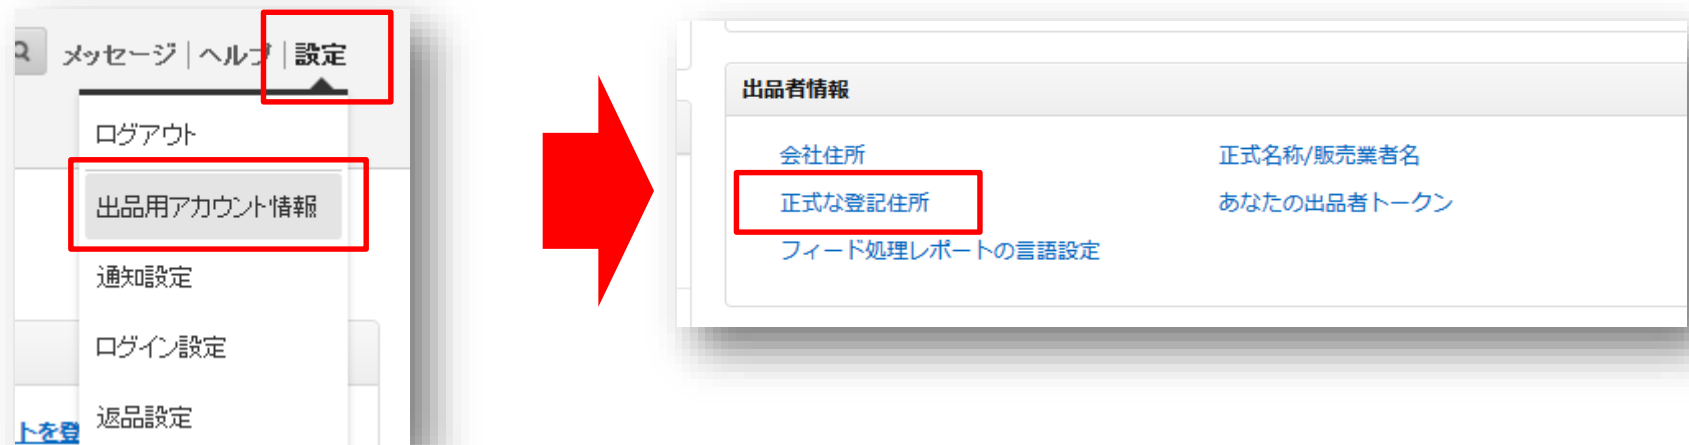 メッセージ | ヘルプ | 設定
ログアウト
出品用アカウント情報
通知設定
ログイン設定
返品設定
トを登
出品者情報
会社住所
正式名称/販売業者名
正式な登記住所
あなたの出品者トークン
フィード処理レポートの言語設定